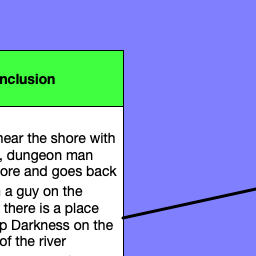 nclusion
near the shore with
, dungeon man
ore and goes back
a guy on the
there is a place
p Darkness on the
of the river